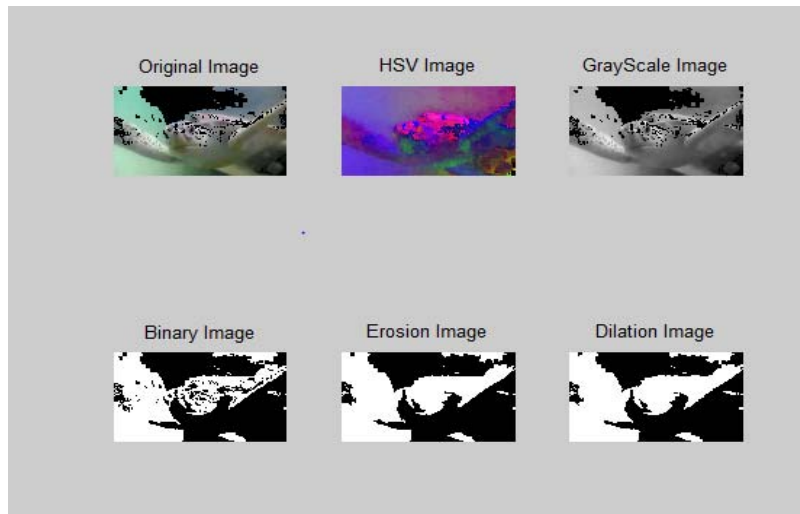 Original Image
HSV Image
GrayScale Image
Binary Image
Erosion Image
Dilation Image